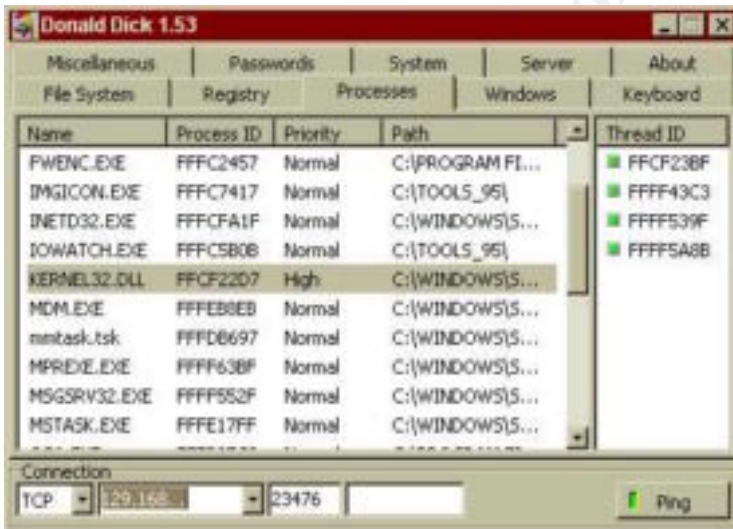 Donald Dick 1.53
Miscellaneous Passwords System Server About
File System Registry Processes Windows Keyboard
Name Process ID Priority Path Thread ID
FWENC.EXE FFFC2457 Normal C:\PROGRAM FI... FFCF23BF
IMGICON.EXE FFFC7417 Normal C:\TOOLS_95\ FFFF43C3
INETD32.EXE FFFCFA1F Normal C:\WINDOWS\S... FFFF539F
IOWATCH.EXE FFFC5B0B Normal C:\TOOLS_95\ FFFF5A8B
KERNEL32.DLL FFCF22D7 High C:\WINDOWS\S...
MDM.EXE FFFEB8EB Normal C:\WINDOWS\S...
mmtask.tsk FFFDB697 Normal C:\WINDOWS\S...
MPREXE.EXE FFFF63BF Normal C:\WINDOWS\S...
MSGSRV32.EXE FFFF552F Normal C:\WINDOWS\S...
MSTASK.EXE FFFE17FF Normal C:\WINDOWS\S...
Connection
TCP 23476 Ping